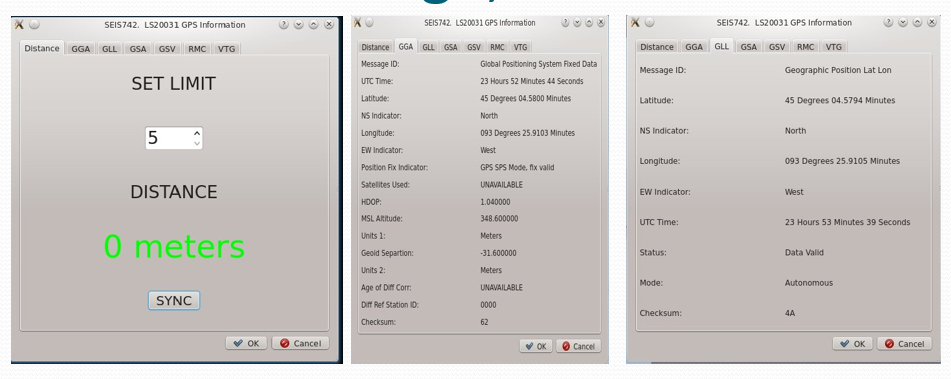 SEIS742. LS20031 GPS Information
Distance GGA GLL GSA GSV RMC VTG
SET LIMIT
5
DISTANCE
0 meters
SYNC
OK Cancel
SEIS742. LS20031 GPS Information
Distance GGA GLL GSA GSV RMC VTG
Message ID: Global Positioning System Fixed Data
UTC Time: 23 Hours 52 Minutes 44 Seconds
Latitude: 45 Degrees 04.5800 Minutes
NS Indicator: North
Longitude: 093 Degrees 25.9103 Minutes
EW Indicator: West
Position Fix Indicator: GPS SPS Mode, fix valid
Satellites Used: UNAVAILABLE
HDOP: 1.040000
MSL Altitude: 348.600000
Units 1: Meters
Geoid Separtion: -31.600000
Units 2: Meters
Age of Diff Corr: UNAVAILABLE
Diff Ref Station ID: 0000
Checksum: 62
OK Cancel
SEIS742. LS20031 GPS Information
Distance GGA GLL GSA GSV RMC VTG
Message ID: Geographic Position Lat Lon
Latitude: 45 Degrees 04.5794 Minutes
NS Indicator: North
Longitude: 093 Degrees 25.9105 Minutes
EW Indicator: West
UTC Time: 23 Hours 53 Minutes 39 Seconds
Status: Data Valid
Mode: Autonomous
Checksum: 4A
OK Cancel